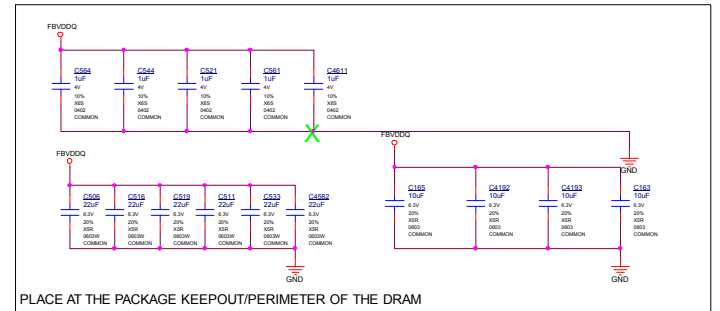 FBVDDQ
C564
1uF
4V
10%
X6S
0402
COMMON
C544
1uF
4V
10%
X6S
0402
COMMON
C521
1uF
4V
10%
X6S
0402
COMMON
C561
1uF
4V
10%
X6S
0402
COMMON
C4611
1uF
4V
10%
X6S
0402
COMMON
GND
FBVDDQ
C506
22uF
6.3V
20%
X5R
0603W
COMMON
C516
22uF
6.3V
20%
X5R
0603W
COMMON
C519
22uF
6.3V
20%
X5R
0603W
COMMON
C511
22uF
6.3V
20%
X5R
0603W
COMMON
C533
22uF
6.3V
20%
X5R
0603W
COMMON
C4582
22uF
6.3V
20%
X5R
0603W
COMMON
GND
FBVDDQ
C165
10uF
6.3V
20%
X5R
0603
COMMON
C4192
10uF
6.3V
20%
X5R
0603
COMMON
C4193
10uF
6.3V
20%
X5R
0603
COMMON
C163
10uF
6.3V
20%
X5R
0603
COMMON
GND
PLACE AT THE PACKAGE KEEPOUT/PERIMETER OF THE DRAM